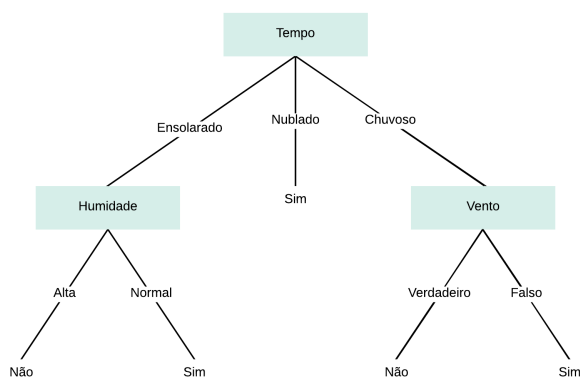 Tempo
Ensolarado
Nublado
Chuvoso
Humidade
Sim
Vento
Alta
Normal
Verdadeiro
Falso
Não
Sim
Não
Sim